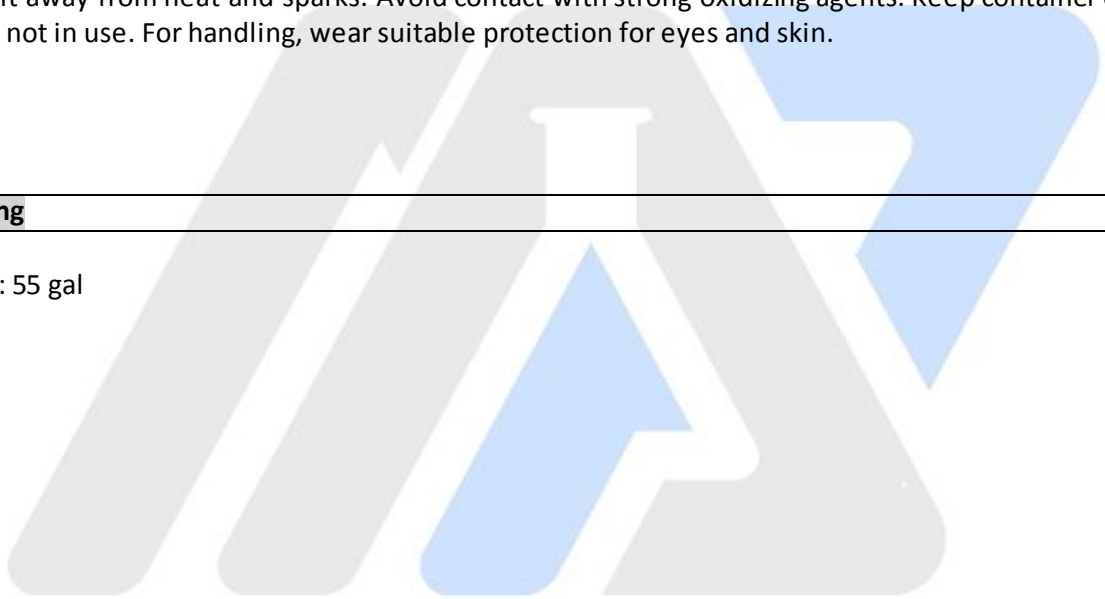 it away from heat and sparks. Avoid contact with strong oxidizing agents. Keep container
not in use. For handling, wear suitable protection for eyes and skin.
ng
: 55 gal